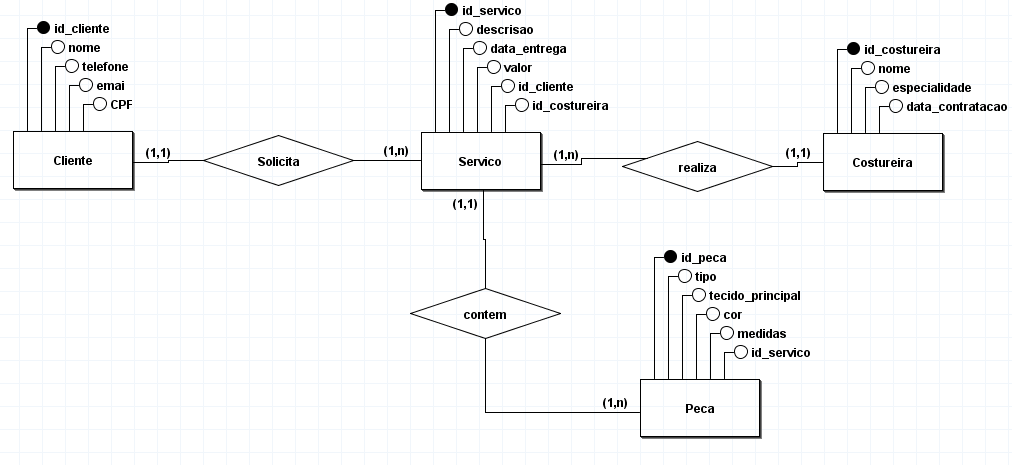 id_cliente
nome
telefone
emai
CPF
Cliente
(1,1)
Solicita
(1,n)
id_servico
descrisao
data_entrega
valor
id_cliente
id_costureira
Servico
(1,n)
realiza
(1,1)
id_costureira
nome
especialidade
data_contratacao
Costureira
(1,1)
contem
(1,n)
id_peca
tipo
tecido_principal
cor
medidas
id_servico
Peca